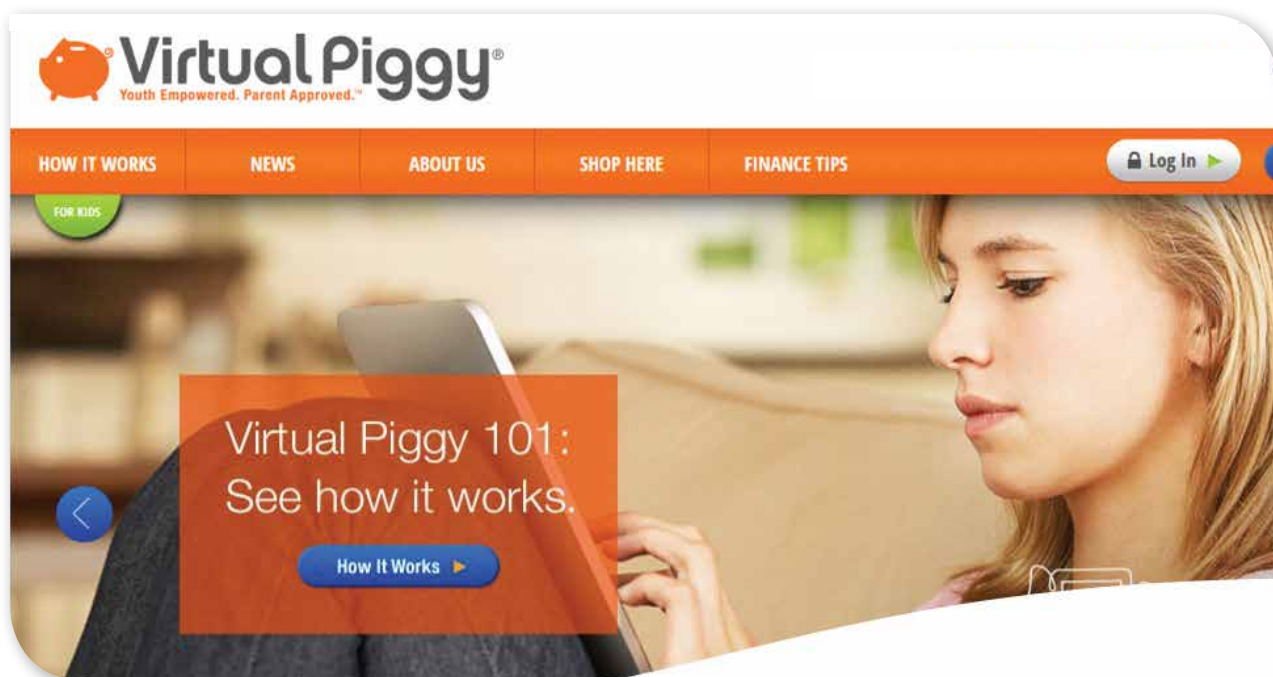 Virtual Piggy®
Youth Empowered. Parent Approved.™
HOW IT WORKS
NEWS
ABOUT US
SHOP HERE
FINANCE TIPS
Log In
FOR KIDS
Virtual Piggy 101:
See how it works.
How It Works